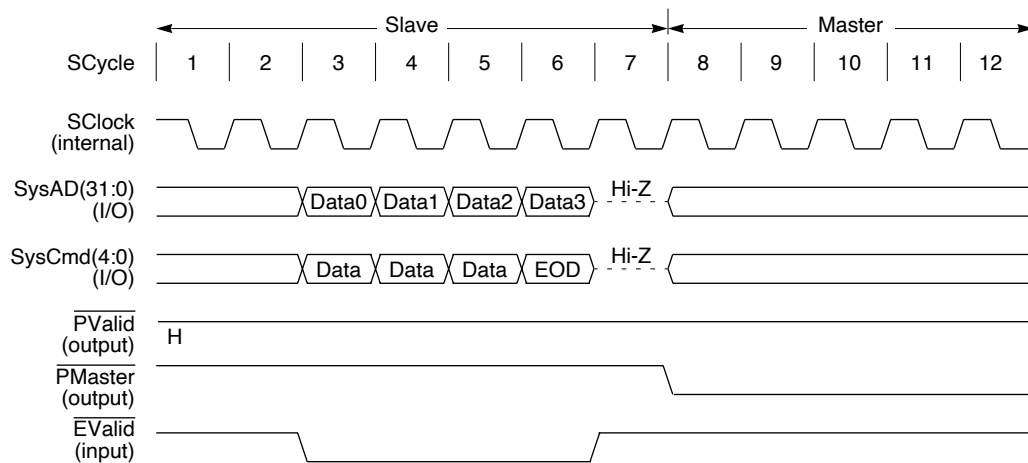 Slave Master
SCycle 1 2 3 4 5 6 7 8 9 10 11 12
SClock
(internal)
SysAD(31:0)
(I/O)
Data0 Data1 Data2 Data3 Hi-Z
SysCmd(4:0)
(I/O)
Data Data Data EOD Hi-Z
PValid
(output)
H
PMaster
(output)
EValid
(input)